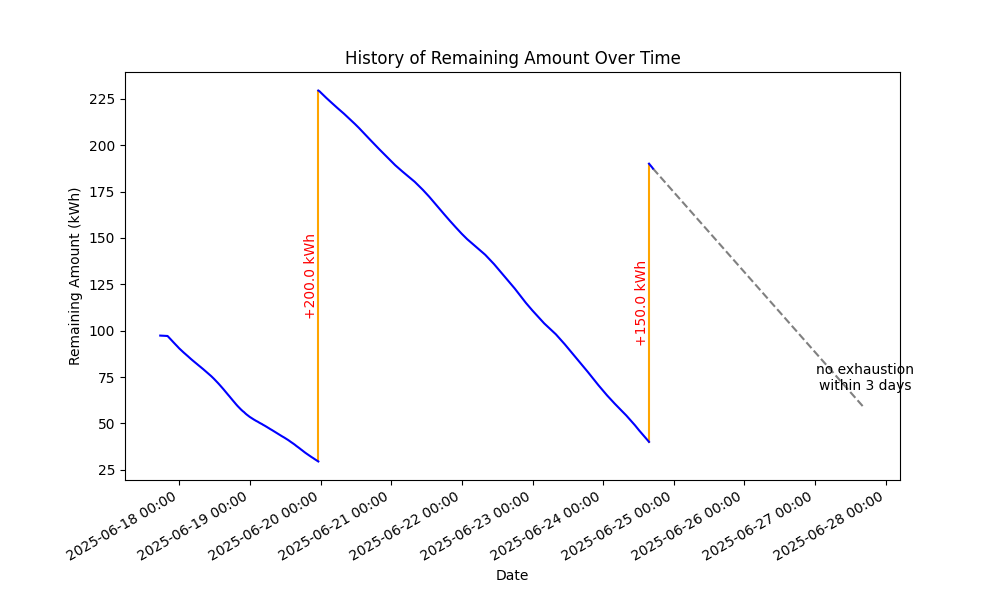 History of Remaining Amount Over Time
Remaining Amount (kWh)
225
200
175
150
125
100
75
50
25
+200.0 kWh
+150.0 kWh
no exhaustion
within 3 days
2025-06-18 00:00
2025-06-19 00:00
2025-06-20 00:00
2025-06-21 00:00
2025-06-22 00:00
2025-06-23 00:00
2025-06-24 00:00
2025-06-25 00:00
2025-06-26 00:00
2025-06-27 00:00
2025-06-28 00:00
Date